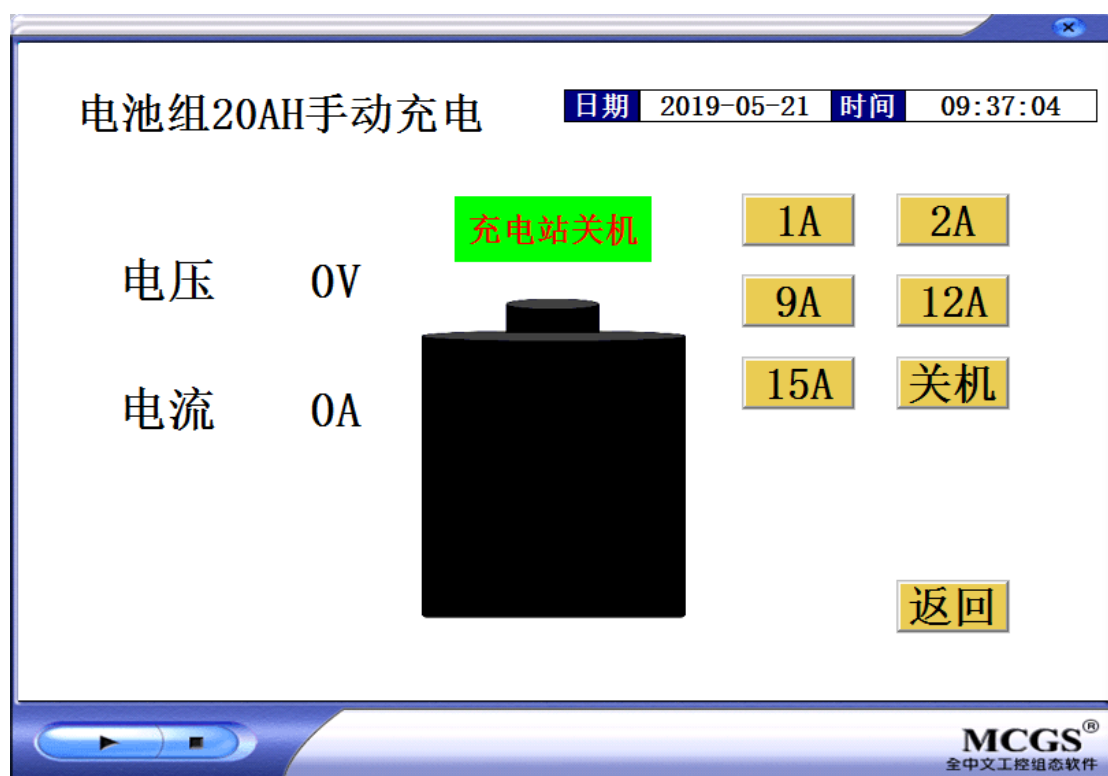 电池组20AH手动充电
日期 2019-05-21 时间 09:37:04
充电站关机
1A 2A
电压 0V
9A 12A
15A 关机
电流 0A
返回
MCGS®
全中文工控组态软件